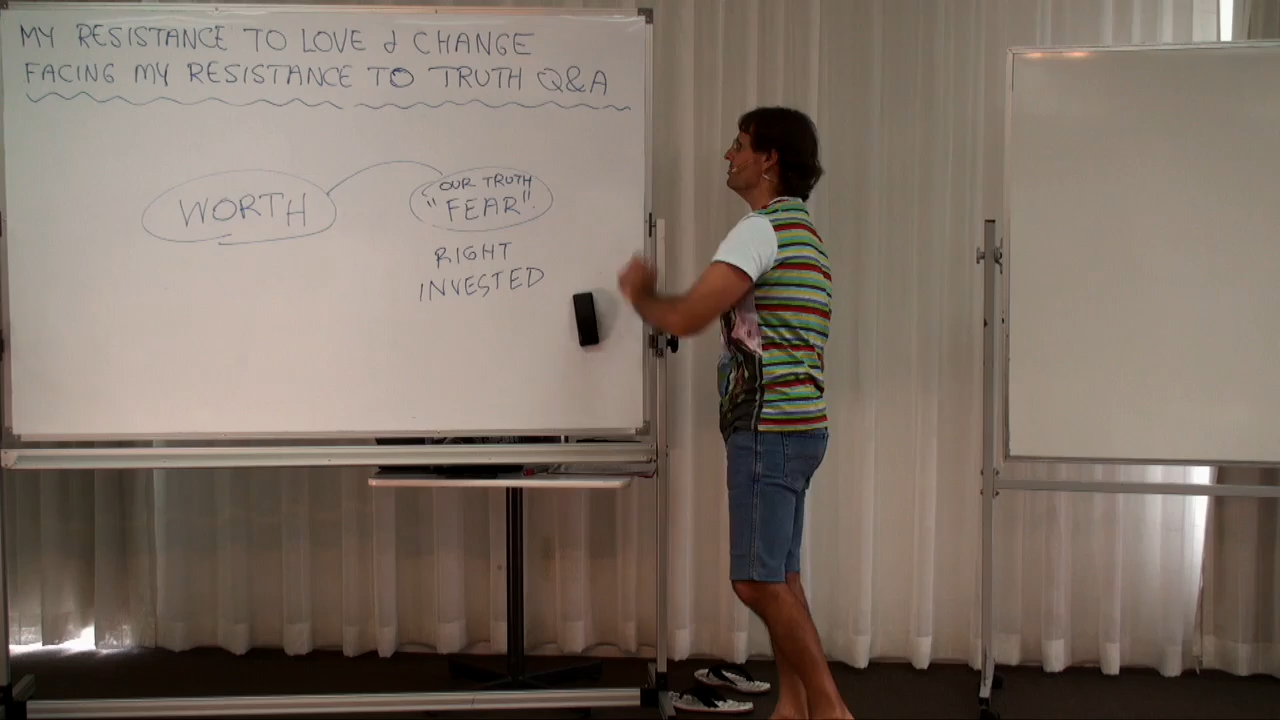 MY RESISTANCE TO LOVE & CHANGE
FACING MY RESISTANCE TO TRUTH Q&A
WORTH
OUR TRUTH
"FEAR".
RIGHT
INVESTED